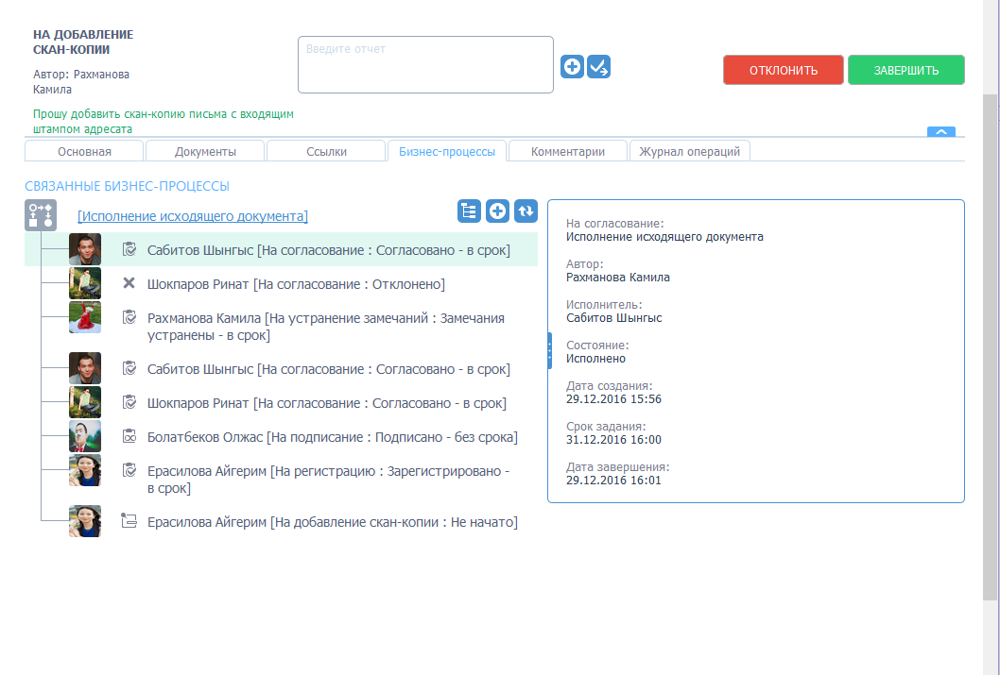 НА ДОБАВЛЕНИЕ
СКАН-КОПИИ
Автор: Рахманова
Камила
Прошу добавить скан-копию письма с входящим
штампом адресата
Введите отчет
ОТКЛОНИТЬ
ЗАВЕРШИТЬ
Основная
Документы
Ссылки
Бизнес-процессы
Комментарии
Журнал операций
СВЯЗАННЫЕ БИЗНЕС-ПРОЦЕССЫ
[Исполнение исходящего документа]
Сабитов Шынгыс [На согласование : Согласовано - в срок]
Шокпаров Ринат [На согласование : Отклонено]
Рахманова Камила [На устранение замечаний : Замечания
устранены - в срок]
Сабитов Шынгыс [На согласование : Согласовано - в срок]
Шокпаров Ринат [На согласование : Согласовано - в срок]
Болатбеков Олжас [На подписание : Подписано - без срока]
Ерасилова Айгерим [На регистрацию : Зарегистрировано -
в срок]
Ерасилова Айгерим [На добавление скан-копии : Не начато]
На согласование:
Исполнение исходящего документа
Автор:
Рахманова Камила
Исполнитель:
Сабитов Шынгыс
Состояние:
Исполнено
Дата создания:
29.12.2016 15:56
Срок задания:
31.12.2016 16:00
Дата завершения:
29.12.2016 16:01